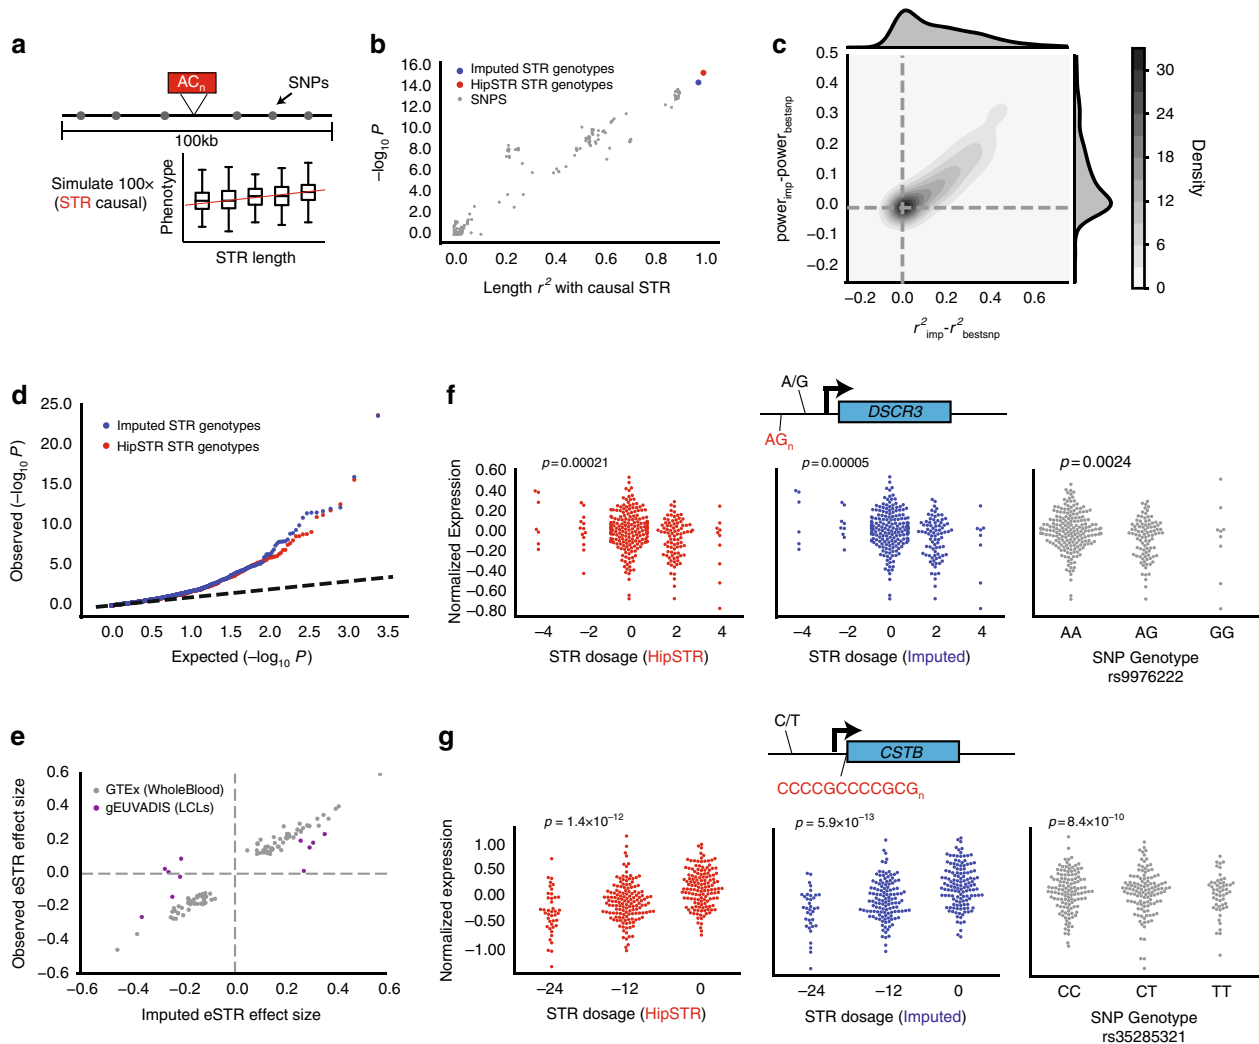 a
ACn
SNPs
100kb
Simulate 100×
(STR causal)
Phenotype
STR length
b
Imputed STR genotypes
HipSTR STR genotypes
SNPS
16.0
14.0
12.0
10.0
8.0
6.0
4.0
2.0
0.0
−log10 P
0.0 0.2 0.4 0.6 0.8 1.0
Length r2 with causal STR
c
0.5
0.4
0.3
0.2
0.1
0.0
−0.1
−0.2
powerimp-powerbestsnp
−0.2 0.0 0.2 0.4 0.6
r2imp-r2bestsnp
30
24
18
12
6
0
Density
d
25.0
20.0
15.0
10.0
5.0
0.0
Observed (−log10 P)
Imputed STR genotypes
HipSTR STR genotypes
0.0 0.5 1.0 1.5 2.0 2.5 3.0 3.5
Expected (−log10 P)
e
0.6
0.4
0.2
0.0
−0.2
−0.4
−0.6
Observed eSTR effect size
GTEx (WholeBlood)
gEUVADIS (LCLs)
−0.6 −0.4 −0.2 0.0 0.2 0.4 0.6
Imputed eSTR effect size
f
A/G
DSCR3
AGn
Normalized Expression
0.60
0.40
0.20
0.00
−0.20
−0.40
−0.60
−0.80
p=0.00021
−4 −2 0 2 4
STR dosage (HipSTR)
p=0.00005
−4 −2 0 2 4
STR dosage (Imputed)
p=0.0024
AA AG GG
SNP Genotype
rs9976222
g
C/T
CSTB
CCCCGCCCCGCGn
Normalized expression
1.00
0.50
0.00
−0.50
−1.00
p=1.4×10−12
−24 −12 0
STR dosage (HipSTR)
p=5.9×10−13
−24 −12 0
STR dosage (Imputed)
p=8.4×10−10
CC CT TT
SNP Genotype
rs35285321